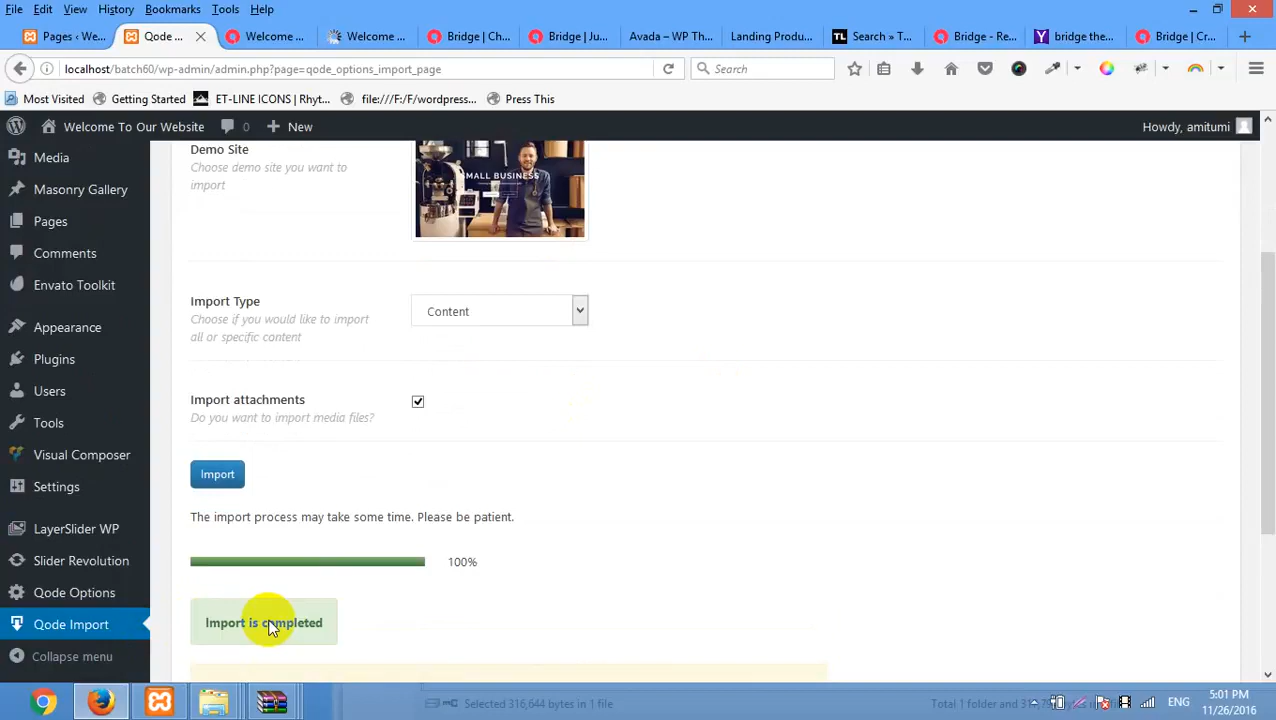 File Edit View History Bookmarks Tools Help
Pages ‹ We... Qode ... Welcome ... Welcome ... Bridge | Ch... Bridge | Ju... Avada – WP Th... Landing Produ... TL Search » T... Bridge - Re... bridge the... Bridge | Cr...
localhost/batch60/wp-admin/admin.php?page=qode_options_import_page Search
Most Visited Getting Started ET-LINE ICONS | Rhyt... file:///F:/F/wordpress... Press This
Welcome To Our Website 0 New Howdy, amitumi
Media
Masonry Gallery
Pages
Comments
Envato Toolkit
Appearance
Plugins
Users
Tools
Visual Composer
Settings
LayerSlider WP
Slider Revolution
Qode Options
Qode Import
Collapse menu
Demo Site
Choose demo site you want to
import
SMALL BUSINESS
Import Type
Choose if you would like to import
all or specific content
Content
Import attachments
Do you want to import media files?
Import
The import process may take some time. Please be patient.
100%
Import is completed
Selected 316,644 bytes in 1 file
ENG
5:01 PM
11/26/2016